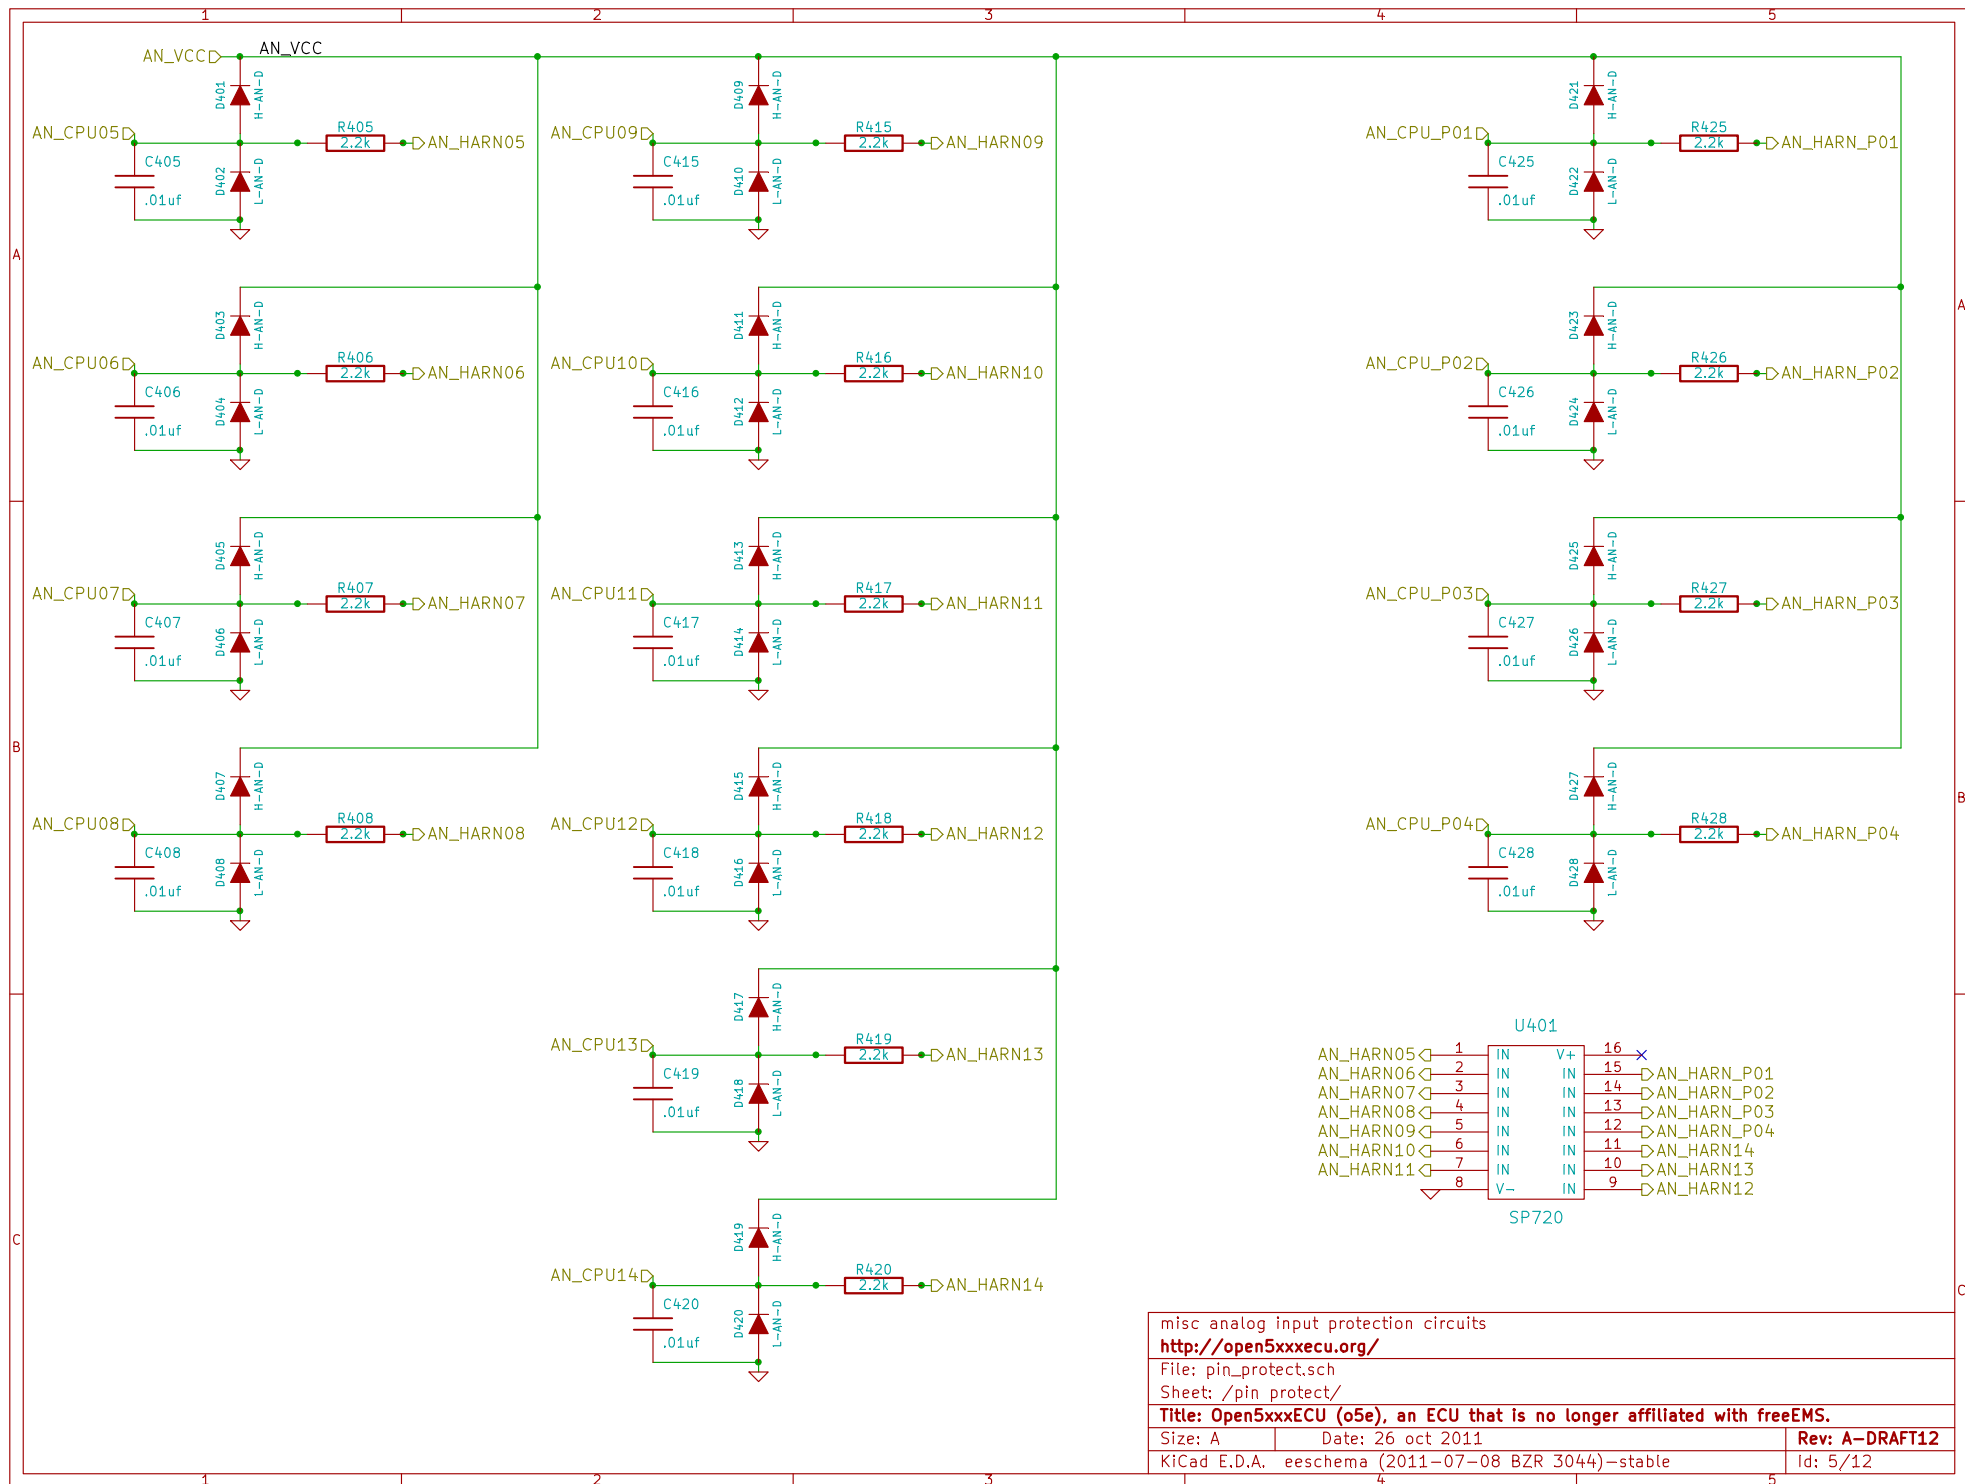 1 2 3 4 5
AN_VCC AN_VCC
D401 H-AN-D D409 H-AN-D D421 H-AN-D
AN_CPU05 R405 2.2k AN_HARN05 AN_CPU09 R415 2.2k AN_HARN09 AN_CPU_P01 R425 2.2k AN_HARN_P01
C405 .01uf D402 L-AN-D C415 .01uf D410 L-AN-D C425 .01uf D422 L-AN-D
A A
D403 H-AN-D D411 H-AN-D D423 H-AN-D
AN_CPU06 R406 2.2k AN_HARN06 AN_CPU10 R416 2.2k AN_HARN10 AN_CPU_P02 R426 2.2k AN_HARN_P02
C406 .01uf D404 L-AN-D C416 .01uf D412 L-AN-D C426 .01uf D424 L-AN-D
D405 H-AN-D D413 H-AN-D D425 H-AN-D
AN_CPU07 R407 2.2k AN_HARN07 AN_CPU11 R417 2.2k AN_HARN11 AN_CPU_P03 R427 2.2k AN_HARN_P03
C407 .01uf D406 L-AN-D C417 .01uf D414 L-AN-D C427 .01uf D426 L-AN-D
B B
D407 H-AN-D D415 H-AN-D D427 H-AN-D
AN_CPU08 R408 2.2k AN_HARN08 AN_CPU12 R418 2.2k AN_HARN12 AN_CPU_P04 R428 2.2k AN_HARN_P04
C408 .01uf D408 L-AN-D C418 .01uf D416 L-AN-D C428 .01uf D428 L-AN-D
D417 H-AN-D
AN_CPU13 R419 2.2k AN_HARN13
C419 .01uf D418 L-AN-D
U401
AN_HARN05 1 IN V+ 16
AN_HARN06 2 IN IN 15 AN_HARN_P01
AN_HARN07 3 IN IN 14 AN_HARN_P02
AN_HARN08 4 IN IN 13 AN_HARN_P03
AN_HARN09 5 IN IN 12 AN_HARN_P04
AN_HARN10 6 IN IN 11 AN_HARN14
AN_HARN11 7 IN IN 10 AN_HARN13
8 V- IN 9 AN_HARN12
SP720
C C
D419 H-AN-D
AN_CPU14 R420 2.2k AN_HARN14
C420 .01uf D420 L-AN-D
misc analog input protection circuits
http://open5xxxecu.org/
File: pin_protect.sch
Sheet: /pin protect/
Title: Open5xxxECU (o5e), an ECU that is no longer affiliated with freeEMS.
Size: A Date: 26 oct 2011 Rev: A-DRAFT12
KiCad E.D.A. eeschema (2011-07-08 BZR 3044)-stable Id: 5/12
1 2 3 4 5